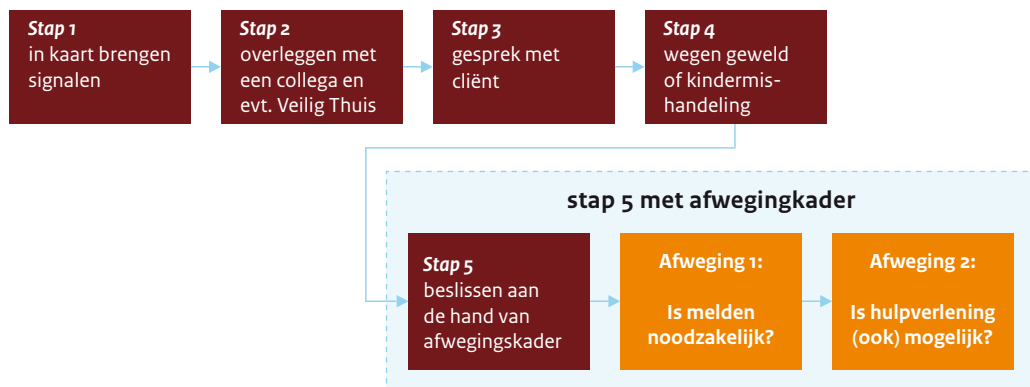 Stap 1
in kaart brengen
signalen
Stap 2
overleggen met
een collega en
evt. Veilig Thuis
Stap 3
gesprek met
cliënt
Stap 4
wegen geweld
of kindermis-
handeling
stap 5 met afwegingkader
Stap 5
beslissen aan
de hand van
afwegingskader
Afweging 1:
Is melden
noodzakelijk?
Afweging 2:
Is hulpverlening
(ook) mogelijk?